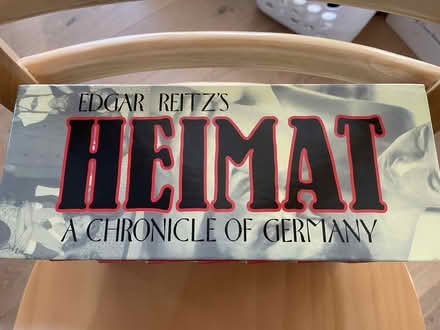 EDGAR REITZ'S
HEIMAT
A CHRONICLE OF GERMANY